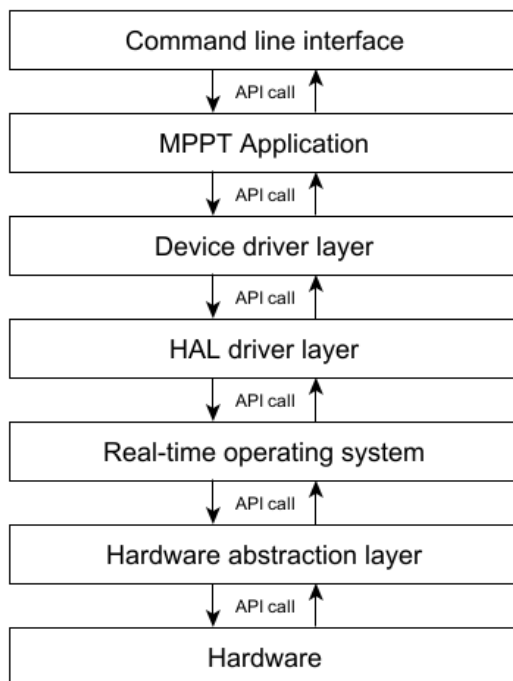 Command line interface
API call
MPPT Application
API call
Device driver layer
API call
HAL driver layer
API call
Real-time operating system
API call
Hardware abstraction layer
API call
Hardware